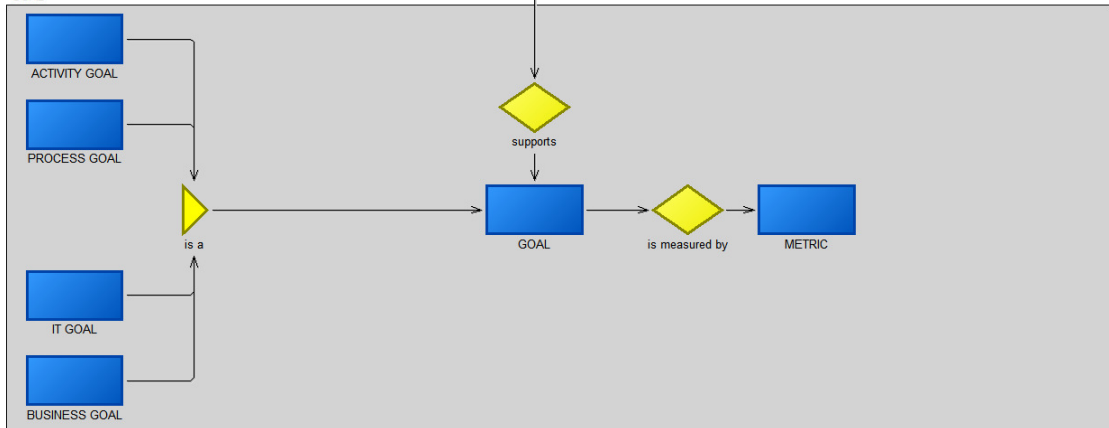 ACTIVITY GOAL
PROCESS GOAL
supports
is a
GOAL
is measured by
METRIC
IT GOAL
BUSINESS GOAL